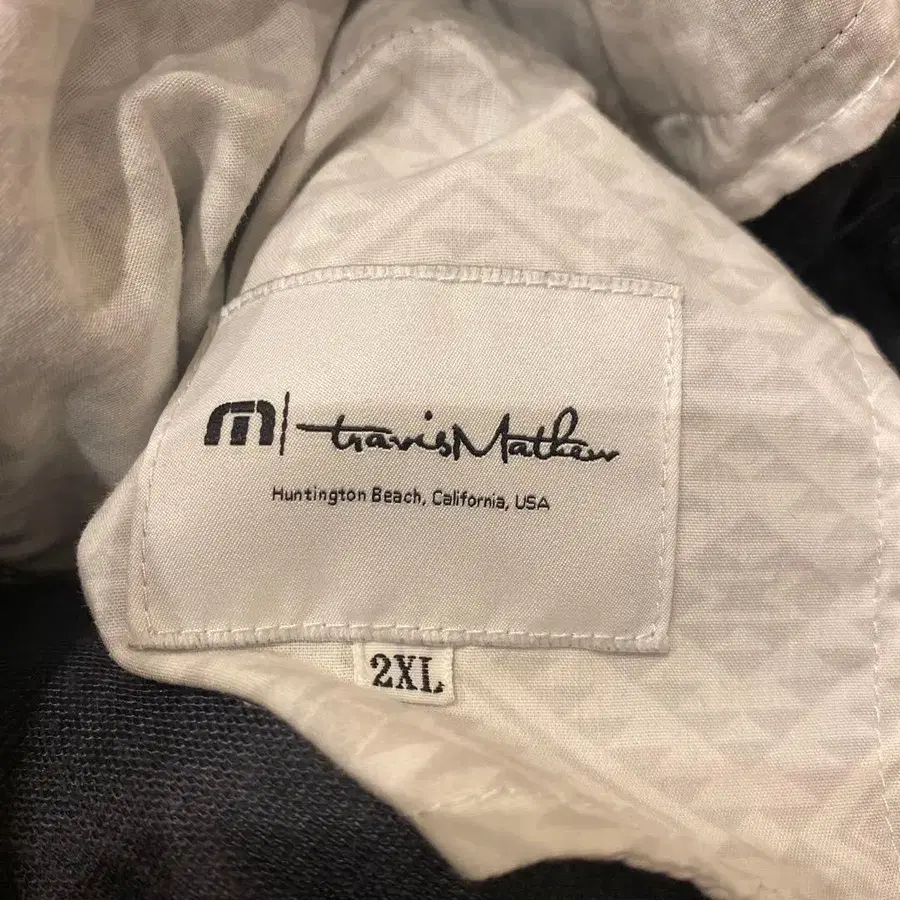 m| travisMathew
Huntington Beach, California, USA
2XL